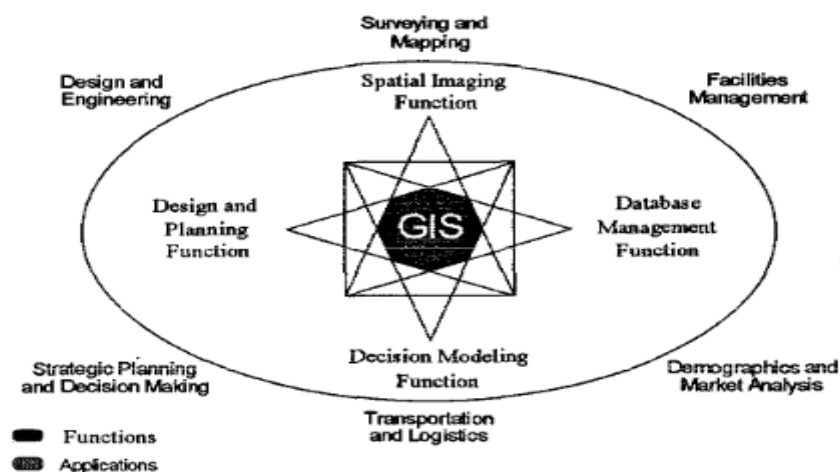 Surveying and
Mapping
Design and
Engineering
Spatial Imaging
Function
Facilities
Management
Design and
Planning
Function
GIS
Database
Management
Function
Strategic Planning
and Decision Making
Decision Modeling
Function
Demographics and
Market Analysis
Transportation
and Logistics
Functions
Applications